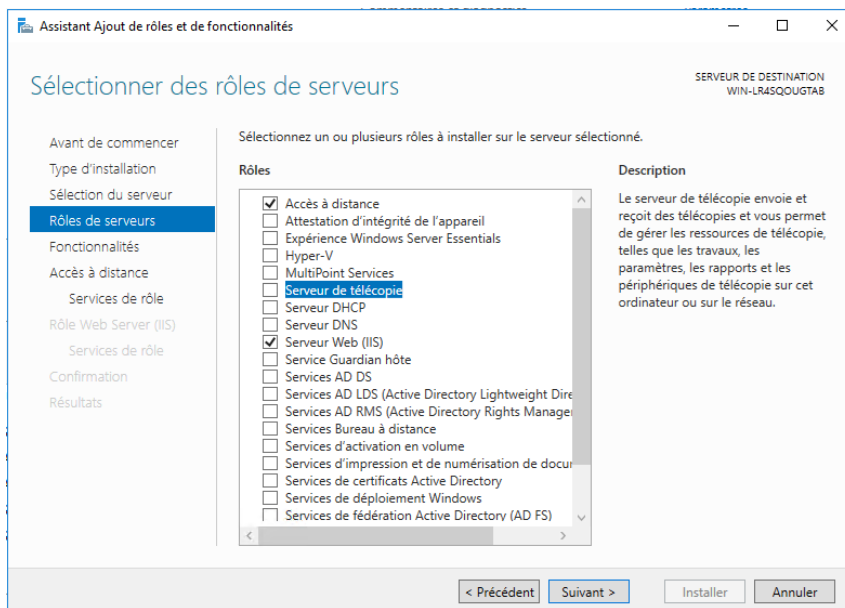 Assistant Ajout de rôles et de fonctionnalités
Sélectionner des rôles de serveurs
SERVEUR DE DESTINATION
WIN-LR4SQOUGTAB
Avant de commencer
Type d'installation
Sélection du serveur
Rôles de serveurs
Fonctionnalités
Accès à distance
Services de rôle
Rôle Web Server (IIS)
Services de rôle
Confirmation
Résultats
Sélectionnez un ou plusieurs rôles à installer sur le serveur sélectionné.
Rôles
Accès à distance
Attestation d'intégrité de l'appareil
Expérience Windows Server Essentials
Hyper-V
MultiPoint Services
Serveur de télécopie
Serveur DHCP
Serveur DNS
Serveur Web (IIS)
Service Guardian hôte
Services AD DS
Services AD LDS (Active Directory Lightweight Dire
Services AD RMS (Active Directory Rights Manager
Services Bureau à distance
Services d'activation en volume
Services d'impression et de numérisation de docur
Services de certificats Active Directory
Services de déploiement Windows
Services de fédération Active Directory (AD FS)
Description
Le serveur de télécopie envoie et
reçoit des télécopies et vous permet
de gérer les ressources de télécopie,
telles que les travaux, les
paramètres, les rapports et les
périphériques de télécopie sur cet
ordinateur ou sur le réseau.
< Précédent
Suivant >
Installer
Annuler